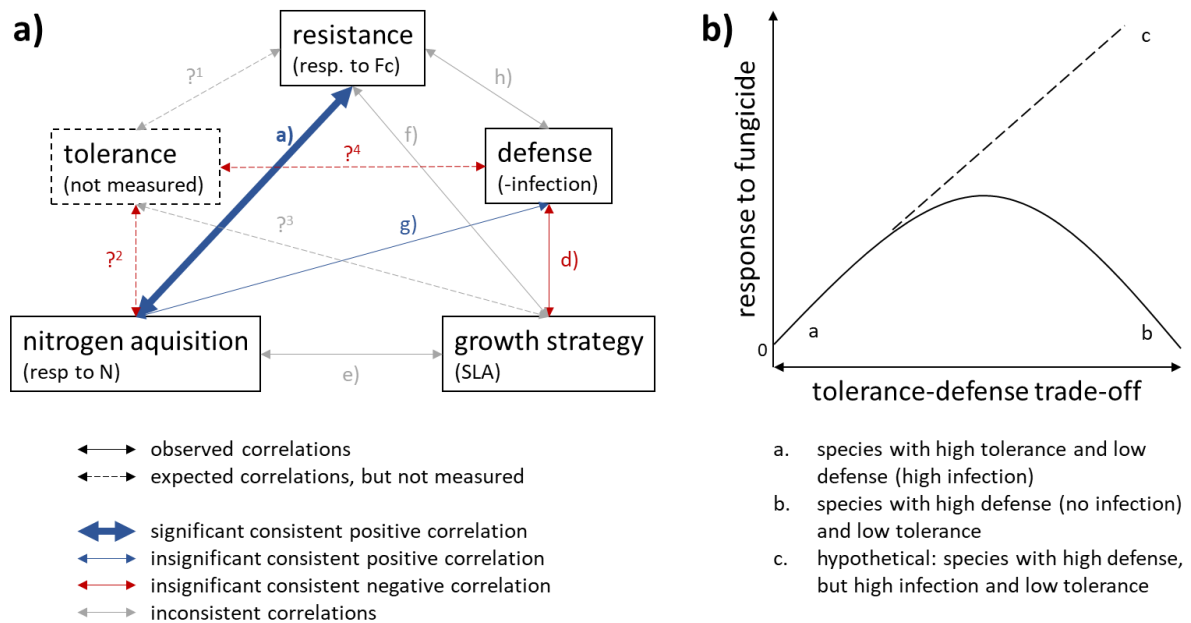 a)
resistance
(resp. to Fc)
?1
h)
a)
f)
tolerance
(not measured)
?4
defense
(-infection)
?2
?3
g)
d)
nitrogen aquisition
(resp to N)
e)
growth strategy
(SLA)
observed correlations
expected correlations, but not measured
significant consistent positive correlation
insignificant consistent positive correlation
insignificant consistent negative correlation
inconsistent correlations
b)
response to fungicide
c
a
b
0
tolerance-defense trade-off
a. species with high tolerance and low
defense (high infection)
b. species with high defense (no infection)
and low tolerance
c. hypothetical: species with high defense,
but high infection and low tolerance